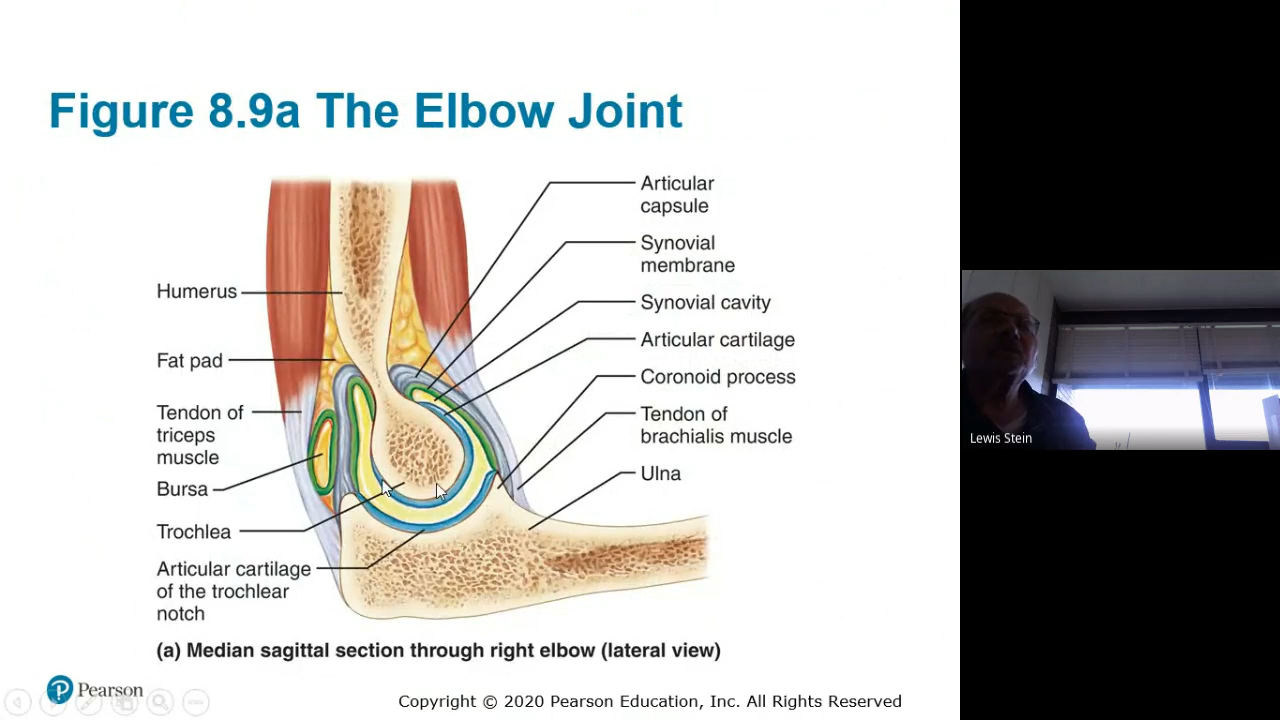 Figure 8.9a The Elbow Joint
Humerus
Fat pad
Tendon of
triceps
muscle
Bursa
Trochlea
Articular cartilage
of the trochlear
notch
Articular
capsule
Synovial
membrane
Synovial cavity
Articular cartilage
Coronoid process
Tendon of
brachialis muscle
Ulna
(a) Median sagittal section through right elbow (lateral view)
P Pearson
Copyright © 2020 Pearson Education, Inc. All Rights Reserved
Lewis Stein